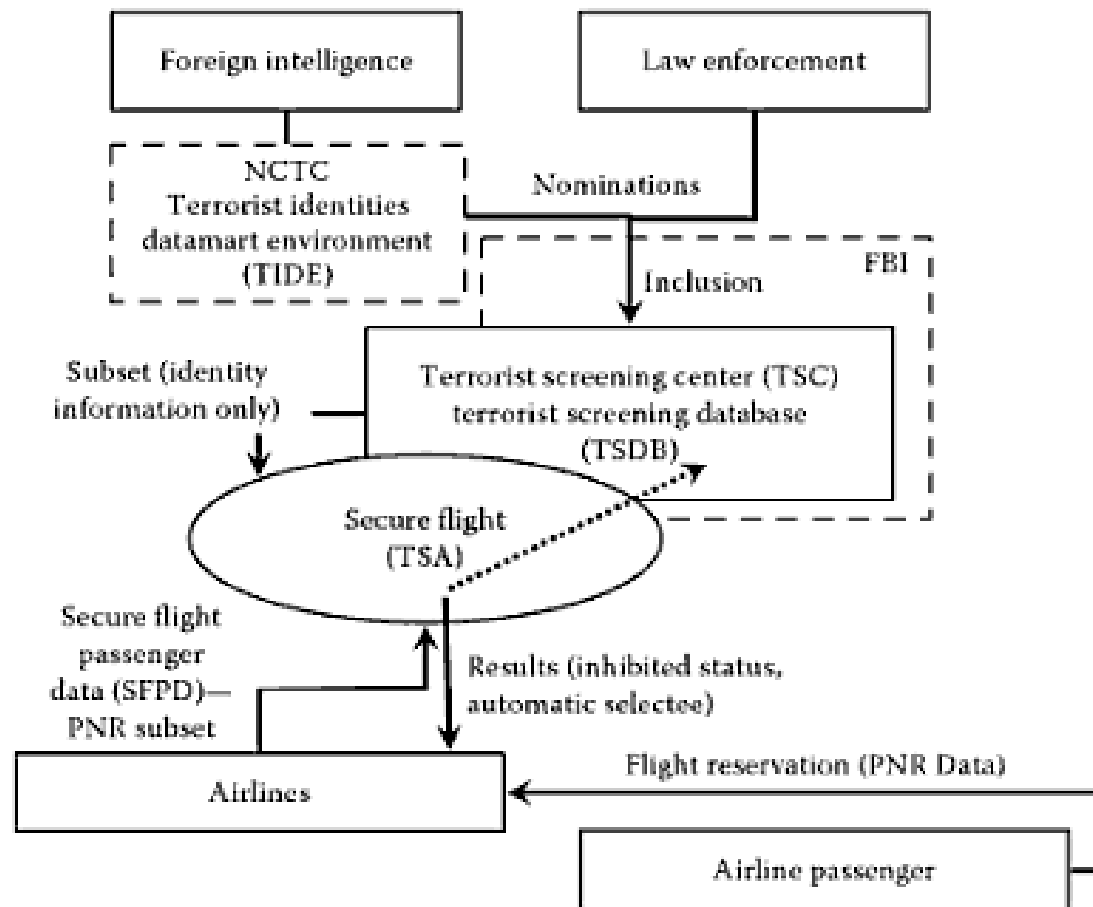 Foreign intelligence
Law enforcement
NCTC
Terrorist identities
datamart environment
(TIDE)
Nominations
FBI
Inclusion
Subset (identity
information only)
Terrorist screening center (TSC)
terrorist screening database
(TSDB)
Secure flight
(TSA)
Secure flight
passenger
data (SFPD)—
PNR subset
Results (inhibited status,
automatic selectee)
Flight reservation (PNR Data)
Airlines
Airline passenger